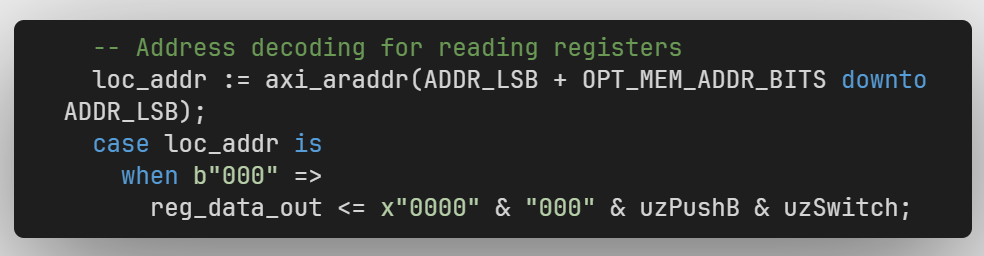 -- Address decoding for reading registers
loc_addr := axi_araddr(ADDR_LSB + OPT_MEM_ADDR_BITS downto
ADDR_LSB);
case loc_addr is
when b"000" =>
reg_data_out <= x"0000" & "000" & uzPushB & uzSwitch;